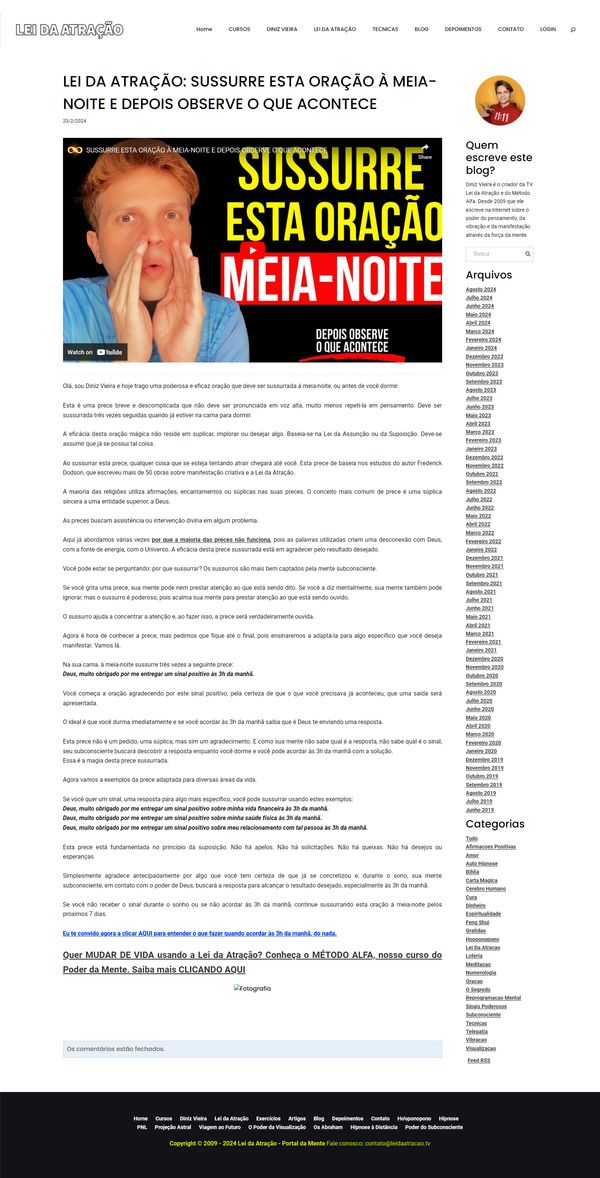 LEI DA ATRAÇÃO
Home CURSOS DINIZ VIEIRA LEI DA ATRAÇÃO TECNICAS BLOG DEPOIMENTOS CONTATO LOGIN
LEI DA ATRAÇÃO: SUSSURRE ESTA ORAÇÃO À MEIA-
NOITE E DEPOIS OBSERVE O QUE ACONTECE
23/2/2024
SUSSURRE ESTA ORAÇÃO À MEIA-NOITE E DEPOIS OBSERVE O QUE ACONTECE
Share
SUSSURRE
ESTA ORAÇÃO
MEIA-NOITE
DEPOIS OBSERVE
O QUE ACONTECE
Watch on YouTube
Olá, sou Diniz Vieira e hoje trago uma poderosa e eficaz oração que deve ser sussurrada à meia-noite, ou antes de você dormir.
Esta é uma prece breve e descomplicada que não deve ser pronunciada em voz alta, muito menos repeti-la em pensamento. Deve ser
sussurrada três vezes seguidas quando já estiver na cama para dormir.
A eficácia desta oração mágica não reside em suplicar, implorar ou desejar algo. Baseia-se na Lei da Assunção ou da Suposição. Deve-se
assumir que já se possui tal coisa.
Ao sussurrar esta prece, qualquer coisa que se esteja tentando atrair chegará até você. Esta prece de baseia nos estudos do autor Frederick
Dodson, que escreveu mais de 50 obras sobre manifestação criativa e a Lei da Atração.
A maioria das religiões utiliza afirmações, encantamentos ou súplicas nas suas preces. O conceito mais comum de prece é uma súplica
sincera a uma entidade superior, a Deus.
As preces buscam assistência ou intervenção divina em algum problema.
Aqui já abordamos várias vezes por que a maioria das preces não funciona, pois as palavras utilizadas criam uma desconexão com Deus,
com a fonte de energia, com o Universo. A eficácia desta prece sussurrada está em agradecer pelo resultado desejado.
Você pode estar se perguntando: por que sussurrar? Os sussurros são mais bem captados pela mente subconsciente.
Se você grita uma prece, sua mente pode nem prestar atenção ao que está sendo dito. Se você a diz mentalmente, sua mente também pode
ignorar, mas o sussurro é poderoso, pois acalma sua mente para prestar atenção ao que está sendo ouvido.
O sussurro ajuda a concentrar a atenção e, ao fazer isso, a prece será verdadeiramente ouvida.
Agora é hora de conhecer a prece, mas pedimos que fique até o final, pois ensinaremos a adaptá-la para algo específico que você deseja
manifestar. Vamos lá.
Na sua cama, à meia-noite sussurre três vezes a seguinte prece:
Deus, muito obrigado por me entregar um sinal positivo às 3h da manhã.
Você começa a oração agradecendo por este sinal positivo, pela certeza de que o que você precisava já aconteceu, que uma saída será
apresentada.
O ideal é que você durma imediatamente e se você acordar às 3h da manhã saiba que é Deus te enviando uma resposta.
Esta prece não é um pedido, uma súplica, mas sim um agradecimento. E como sua mente não sabe qual é a resposta, não sabe qual é o sinal,
seu subconsciente buscará descobrir a resposta enquanto você dorme e você pode acordar às 3h da manhã com a solução.
Essa é a magia desta prece sussurrada.
Agora vamos a exemplos da prece adaptada para diversas áreas da vida.
Se você quer um sinal, uma resposta para algo mais específico, você pode sussurrar usando estes exemplos:
Deus, muito obrigado por me entregar um sinal positivo sobre minha vida financeira às 3h da manhã.
Deus, muito obrigado por me entregar um sinal positivo sobre minha saúde física às 3h da manhã.
Deus, muito obrigado por me entregar um sinal positivo sobre meu relacionamento com tal pessoa às 3h da manhã.
Esta prece está fundamentada no princípio da suposição. Não há apelos. Não há solicitações. Não há queixas. Não há desejos ou
esperanças.
Simplesmente agradece antecipadamente por algo que você tem certeza de que já se concretizou e, durante o sono, sua mente
subconsciente, em contato com o poder de Deus, buscará a resposta para alcançar o resultado desejado, especialmente às 3h da manhã.
Se você não receber o sinal durante o sonho ou se não acordar às 3h da manhã, continue sussurrando esta oração à meia-noite pelos
próximos 7 dias.
Eu te convido agora a clicar AQUI para entender o que fazer quando acordar às 3h da manhã, do nada.
Quer MUDAR DE VIDA usando a Lei da Atração? Conheça o MÉTODO ALFA, nosso curso do
Poder da Mente. Saiba mais CLICANDO AQUI
Fotografia
Os comentários estão fechados.
11:11
Quem
escreve este
blog?
Diniz Vieira é o criador da TV
Lei da Atração e do Método
Alfa. Desde 2009 que ele
escreve na Internet sobre o
poder do pensamento, da
vibração e da manifestação
através da força da mente.
Busca
Arquivos
Agosto 2024
Julho 2024
Junho 2024
Maio 2024
Abril 2024
Março 2024
Fevereiro 2024
Janeiro 2024
Dezembro 2023
Novembro 2023
Outubro 2023
Setembro 2023
Agosto 2023
Julho 2023
Junho 2023
Maio 2023
Abril 2023
Março 2023
Fevereiro 2023
Janeiro 2023
Dezembro 2022
Novembro 2022
Outubro 2022
Setembro 2022
Agosto 2022
Julho 2022
Junho 2022
Maio 2022
Abril 2022
Março 2022
Fevereiro 2022
Janeiro 2022
Dezembro 2021
Novembro 2021
Outubro 2021
Setembro 2021
Agosto 2021
Julho 2021
Junho 2021
Maio 2021
Abril 2021
Março 2021
Fevereiro 2021
Janeiro 2021
Dezembro 2020
Novembro 2020
Outubro 2020
Setembro 2020
Agosto 2020
Julho 2020
Junho 2020
Maio 2020
Abril 2020
Março 2020
Fevereiro 2020
Janeiro 2020
Dezembro 2019
Novembro 2019
Outubro 2019
Setembro 2019
Agosto 2019
Julho 2019
Junho 2019
Categorias
Tudo
Afirmacoes Positivas
Amor
Auto Hipnose
Biblia
Carta Magica
Cerebro Humano
Cura
Dinheiro
Espiritualidade
Feng Shui
Gratidao
Hooponopono
Lei Da Atracao
Loteria
Meditacao
Numerologia
Oracao
O Segredo
Reprogramacao Mental
Sinais Poderosos
Subconsciente
Tecnicas
Telepatia
Vibracao
Visualizacao
Feed RSS
Home Cursos Diniz Vieira Lei da Atração Exercícios Artigos Blog Depoimentos Contato Ho'oponopono Hipnose
PNL Projeção Astral Viagem ao Futuro O Poder da Visualização Os Abraham Hipnose à Distância Poder do Subconsciente
Copyright © 2009 - 2024 Lei da Atração - Portal da Mente Fale conosco: contato@leidaatracao.tv